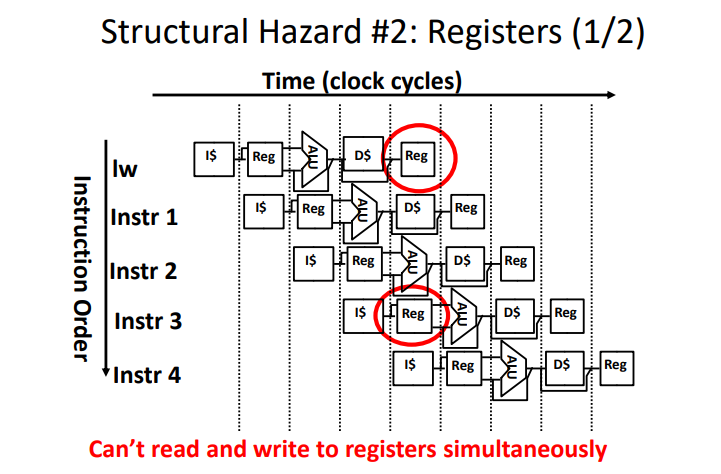 Structural Hazard #2: Registers (1/2)
Time (clock cycles)
Instruction Order
lw
I$ Reg ALU D$ Reg
Instr 1
I$ Reg ALU D$ Reg
Instr 2
I$ Reg ALU D$ Reg
Instr 3
I$ Reg ALU D$ Reg
Instr 4
I$ Reg ALU D$ Reg
Can’t read and write to registers simultaneously